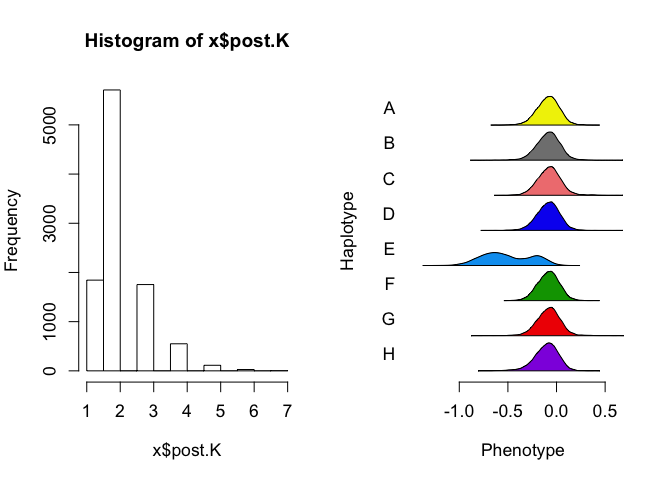 Histogram of x$post.K
Frequency
0
1000
3000
5000
1 2 3 4 5 6 7
x$post.K
Haplotype
A
B
C
D
E
F
G
H
-1.0 -0.5 0.0 0.5
Phenotype